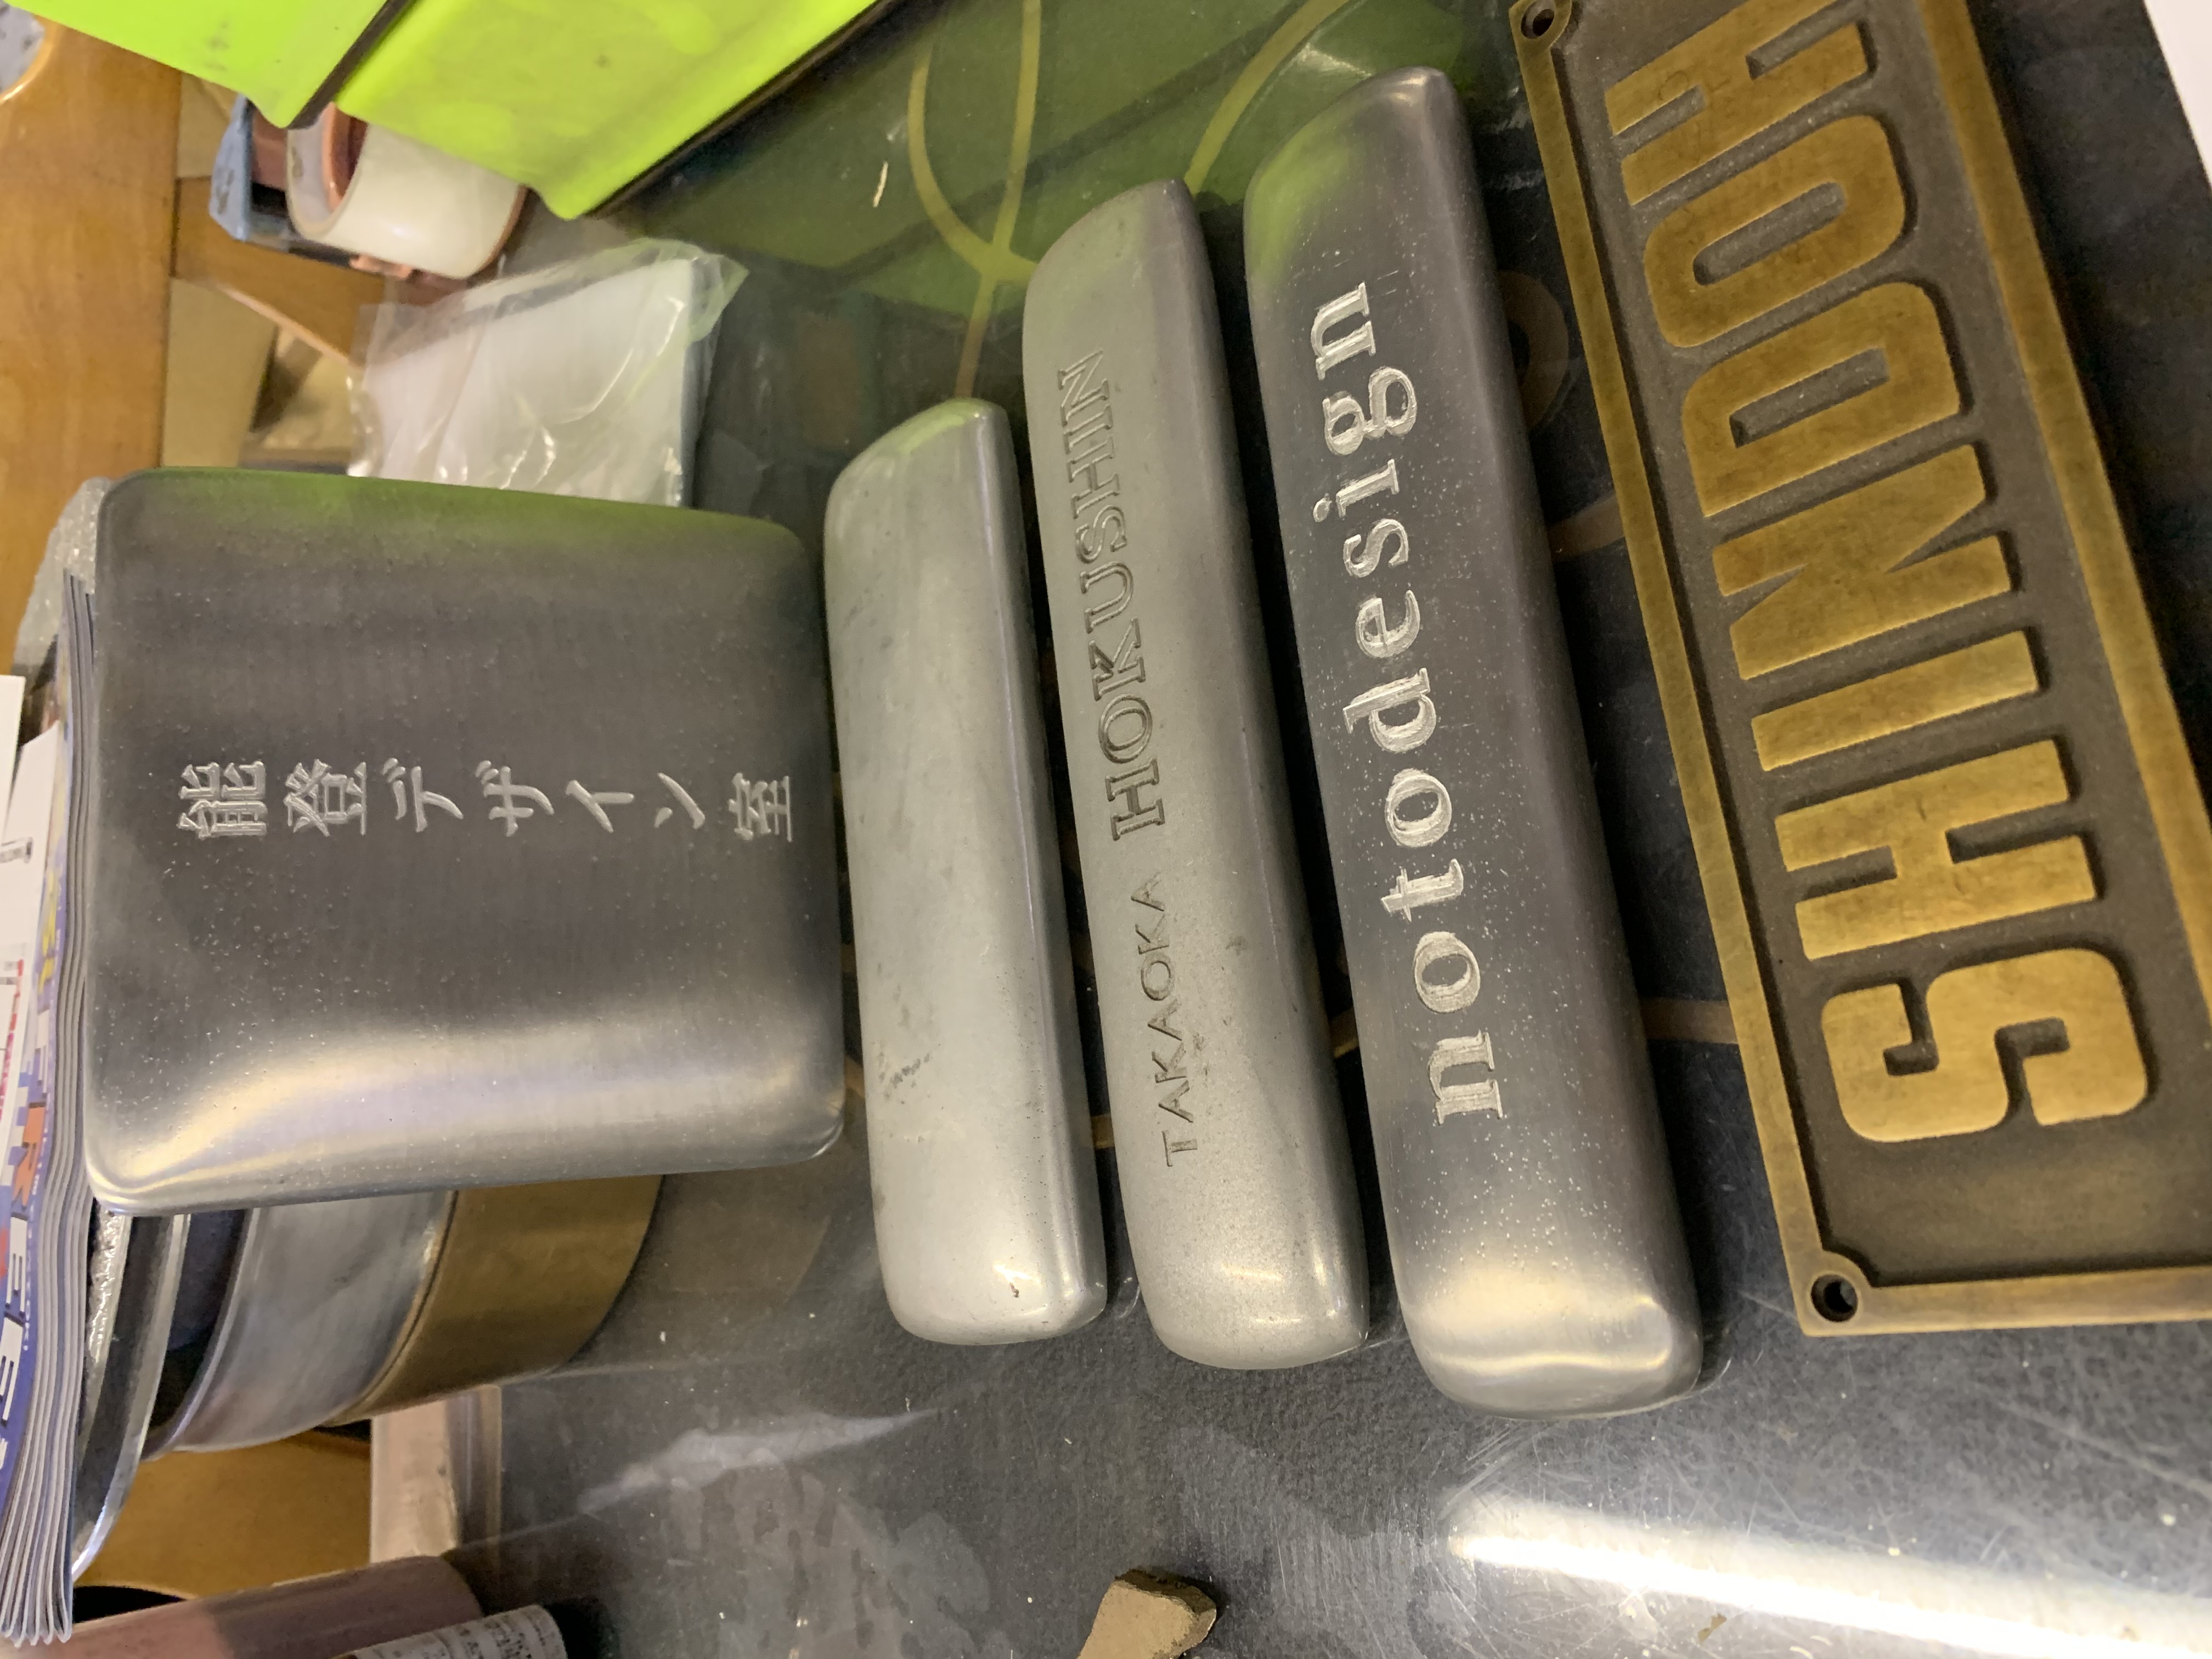 能登デザイン室
TAKAOKA HOKUSHIN
notodesign
SHINDOH